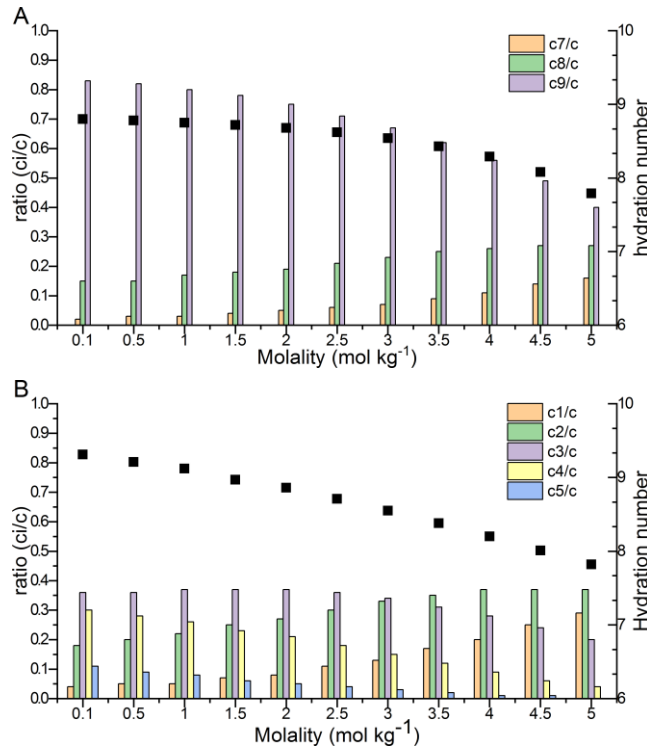 A
c7/c
c8/c
c9/c
ratio (ci/c)
1.0
0.9
0.8
0.7
0.6
0.5
0.4
0.3
0.2
0.1
0.0
hydration number
10
9
8
7
6
0.1 0.5 1 1.5 2 2.5 3 3.5 4 4.5 5
Molality (mol kg⁻¹)
B
c1/c
c2/c
c3/c
c4/c
c5/c
ratio (ci/c)
1.0
0.9
0.8
0.7
0.6
0.5
0.4
0.3
0.2
0.1
0.0
Hydration number
10
9
8
7
6
0.1 0.5 1 1.5 2 2.5 3 3.5 4 4.5 5
Molality (mol kg⁻¹)